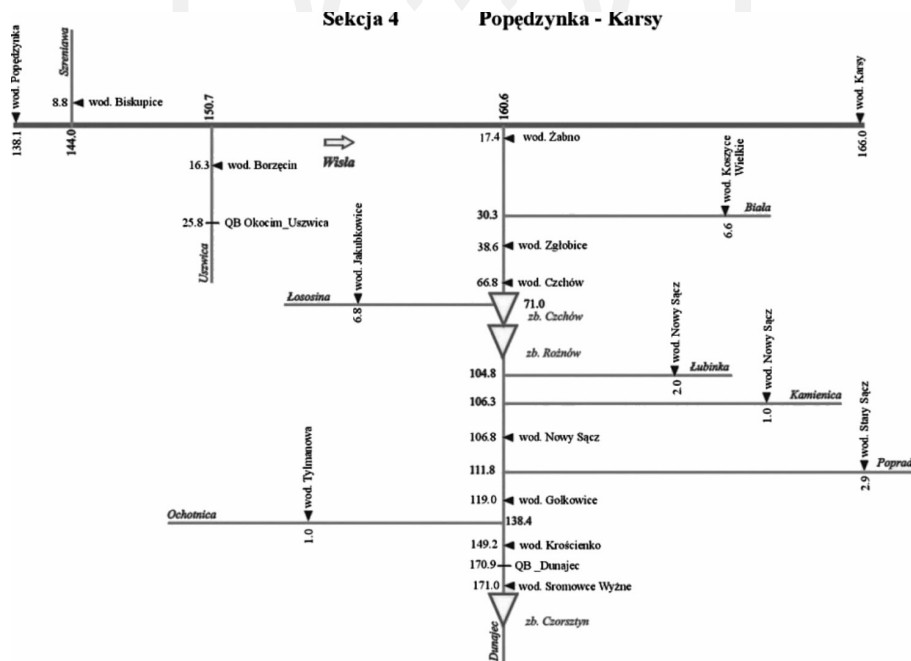 Sekcja 4 Popędzynka - Karsy
wod. Popędzynka
138.1
Szreniawa
8.8 wod. Biskupice
144.0
150.7
160.6
wod. Karsy
166.0
Wisła
16.3 wod. Borzęcin
25.8 QB Okocim_Uszwica
Uszwica
17.4 wod. Żabno
wod. Koszyce
Wielkie
30.3
6.6
Biała
38.6 wod. Zgłobice
66.8 wod. Czchów
Łososina
wod. Jakubkowice
6.8
71.0
zb. Czchów
zb. Rożnów
104.8
wod. Nowy Sącz
2.0
Łubinka
106.3
wod. Nowy Sącz
1.0
Kamienica
106.8 wod. Nowy Sącz
111.8
wod. Stary Sącz
2.9
Poprad
119.0 wod. Gołkowice
Ochotnica
wod. Tylmanowa
1.0
138.4
149.2 wod. Krościenko
170.9 QB _Dunajec
171.0 wod. Sromowce Wyżne
zb. Czorsztyn
Dunajec